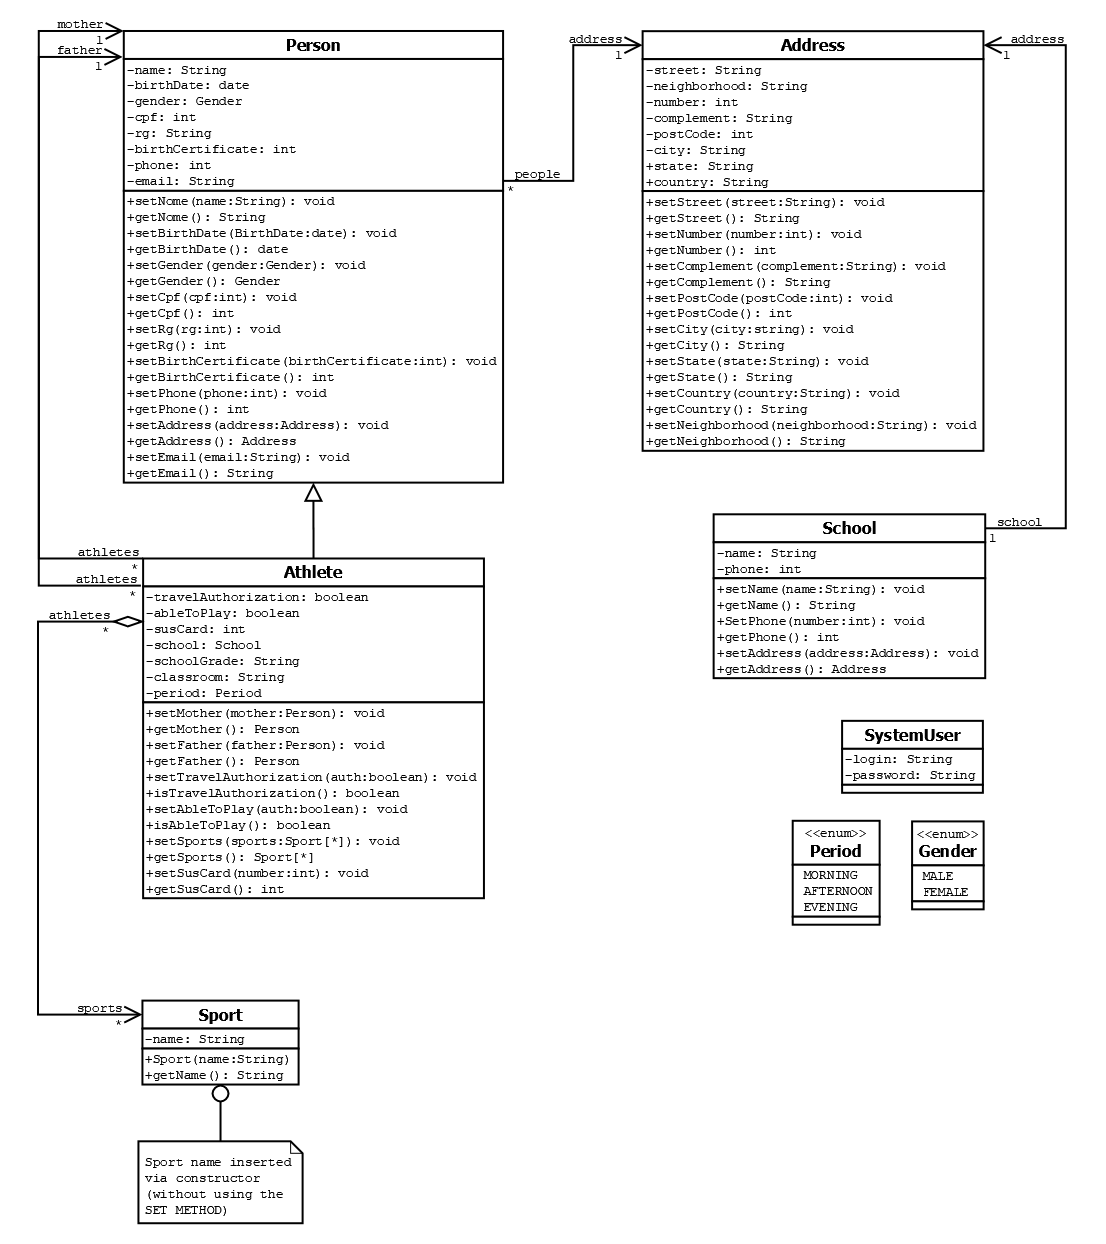 mother
1
father
1
Person
-name: String
-birthDate: date
-gender: Gender
-cpf: int
-rg: String
-birthCertificate: int
-phone: int
-email: String
+setNome(name:String): void
+getNome(): String
+setBirthDate(BirthDate:date): void
+getBirthDate(): date
+setGender(gender:Gender): void
+getGender(): Gender
+setCpf(cpf:int): void
+getCpf(): int
+setRg(rg:int): void
+getRg(): int
+setBirthCertificate(birthCertificate:int): void
+getBirthCertificate(): int
+setPhone(phone:int): void
+getPhone(): int
+setAddress(address:Address): void
+getAddress(): Address
+setEmail(email:String): void
+getEmail(): String
people
*
address
1
Address
-street: String
-neighborhood: String
-number: int
-complement: String
-postCode: int
-city: String
+state: String
+country: String
+setStreet(street:String): void
+getStreet(): String
+setNumber(number:int): void
+getNumber(): int
+setComplement(complement:String): void
+getComplement(): String
+setPostCode(postCode:int): void
+getPostCode(): int
+setCity(city:string): void
+getCity(): String
+setState(state:String): void
+getState(): String
+setCountry(country:String): void
+getCountry(): String
+setNeighborhood(neighborhood:String): void
+getNeighborhood(): String
address
1
school
1
School
-name: String
-phone: int
+setName(name:String): void
+getName(): String
+SetPhone(number:int): void
+getPhone(): int
+setAddress(address:Address): void
+getAddress(): Address
athletes
*
athletes
*
athletes
*
Athlete
-travelAuthorization: boolean
-ableToPlay: boolean
-susCard: int
-school: School
-schoolGrade: String
-classroom: String
-period: Period
+setMother(mother:Person): void
+getMother(): Person
+setFather(father:Person): void
+getFather(): Person
+setTravelAuthorization(auth:boolean): void
+isTravelAuthorization(): boolean
+setAbleToPlay(auth:boolean): void
+isAbleToPlay(): boolean
+setSports(sports:Sport[*]): void
+getSports(): Sport[*]
+setSusCard(number:int): void
+getSusCard(): int
SystemUser
-login: String
-password: String
<<enum>>
Period
MORNING
AFTERNOON
EVENING
<<enum>>
Gender
MALE
FEMALE
sports
*
Sport
-name: String
+Sport(name:String)
+getName(): String
Sport name inserted
via constructor
(without using the
SET METHOD)